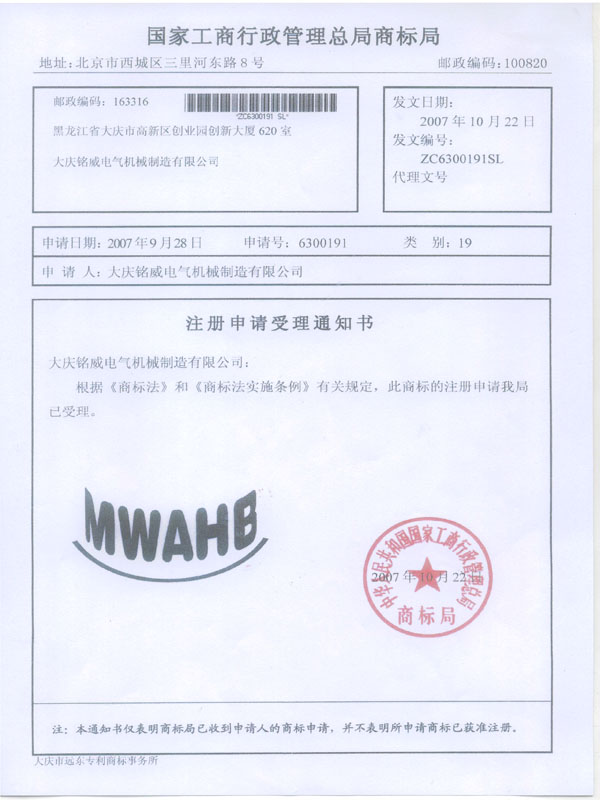 国家工商行政管理总局商标局
地址:北京市西城区三里河东路8号 邮政编码:100820
邮政编码: 163316
*ZC6300191 SL*
黑龙江省大庆市高新区创业园创新大厦620室
大庆铭威电气机械制造有限公司
发文日期:
2007年10月22日
发文编号:
ZC6300191SL
代理文号
申请日期: 2007年9月28日 申请号: 6300191 类 别: 19
申 请 人: 大庆铭威电气机械制造有限公司
注册申请受理通知书
大庆铭威电气机械制造有限公司:
根据《商标法》和《商标法实施条例》有关规定,此商标的注册申请我局
已受理。
MWAHB
中华人民共和国国家工商行政管理总局
2007年10月22日
商标局
注: 本通知书仅表明商标局已收到申请人的商标申请, 并不表明所申请商标已获准注册。
大庆市远东专利商标事务所